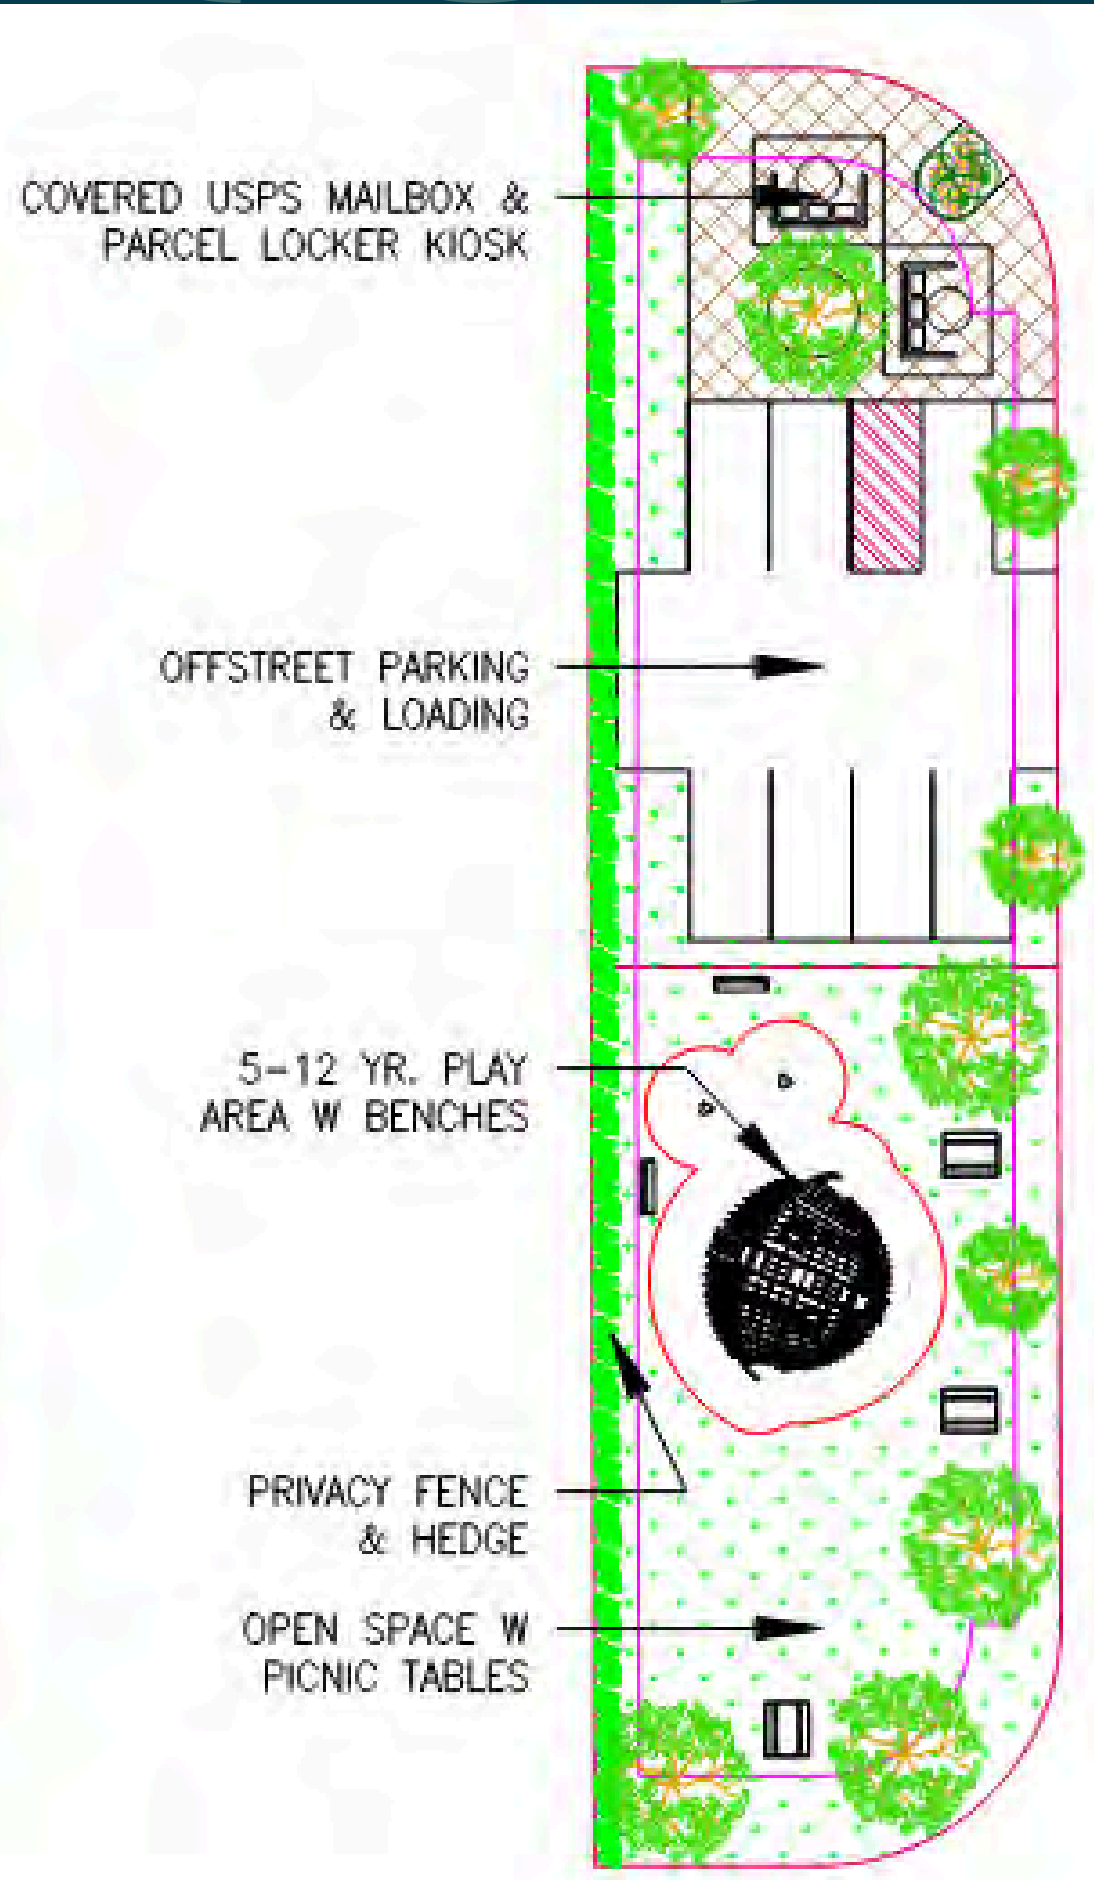 COVERED USPS MAILBOX &
PARCEL LOCKER KIOSK
OFFSTREET PARKING
& LOADING
5-12 YR. PLAY
AREA W BENCHES
PRIVACY FENCE
& HEDGE
OPEN SPACE W
PICNIC TABLES